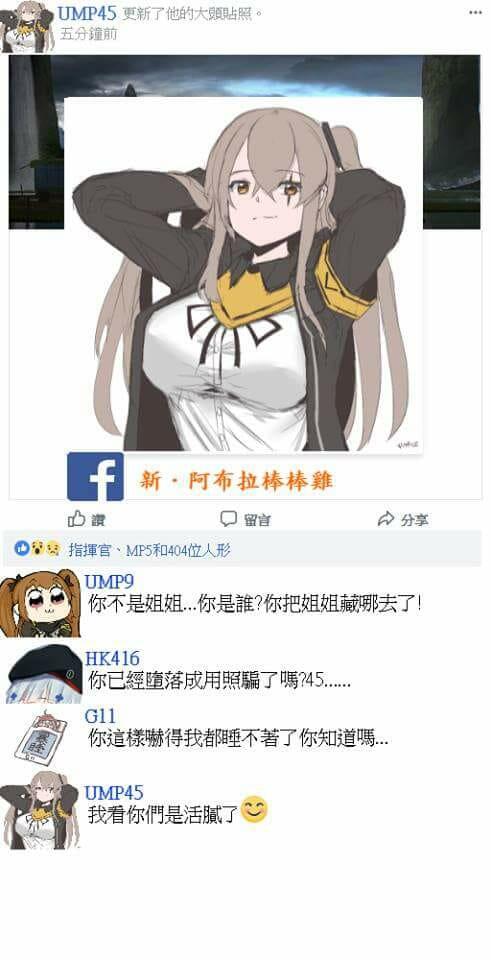 UMP45 更新了他的大頭貼照。
五分鐘前
新・阿布拉棒棒雞
讚 留言 分享
指揮官、MP5和404位人形
UMP9
你不是姐姐...你是誰?你把姐姐藏哪去了!
HK416
你已經墮落成用照騙了嗎?45......
G11
你這樣嚇得我都睡不著了你知道嗎...
UMP45
我看你們是活膩了😊